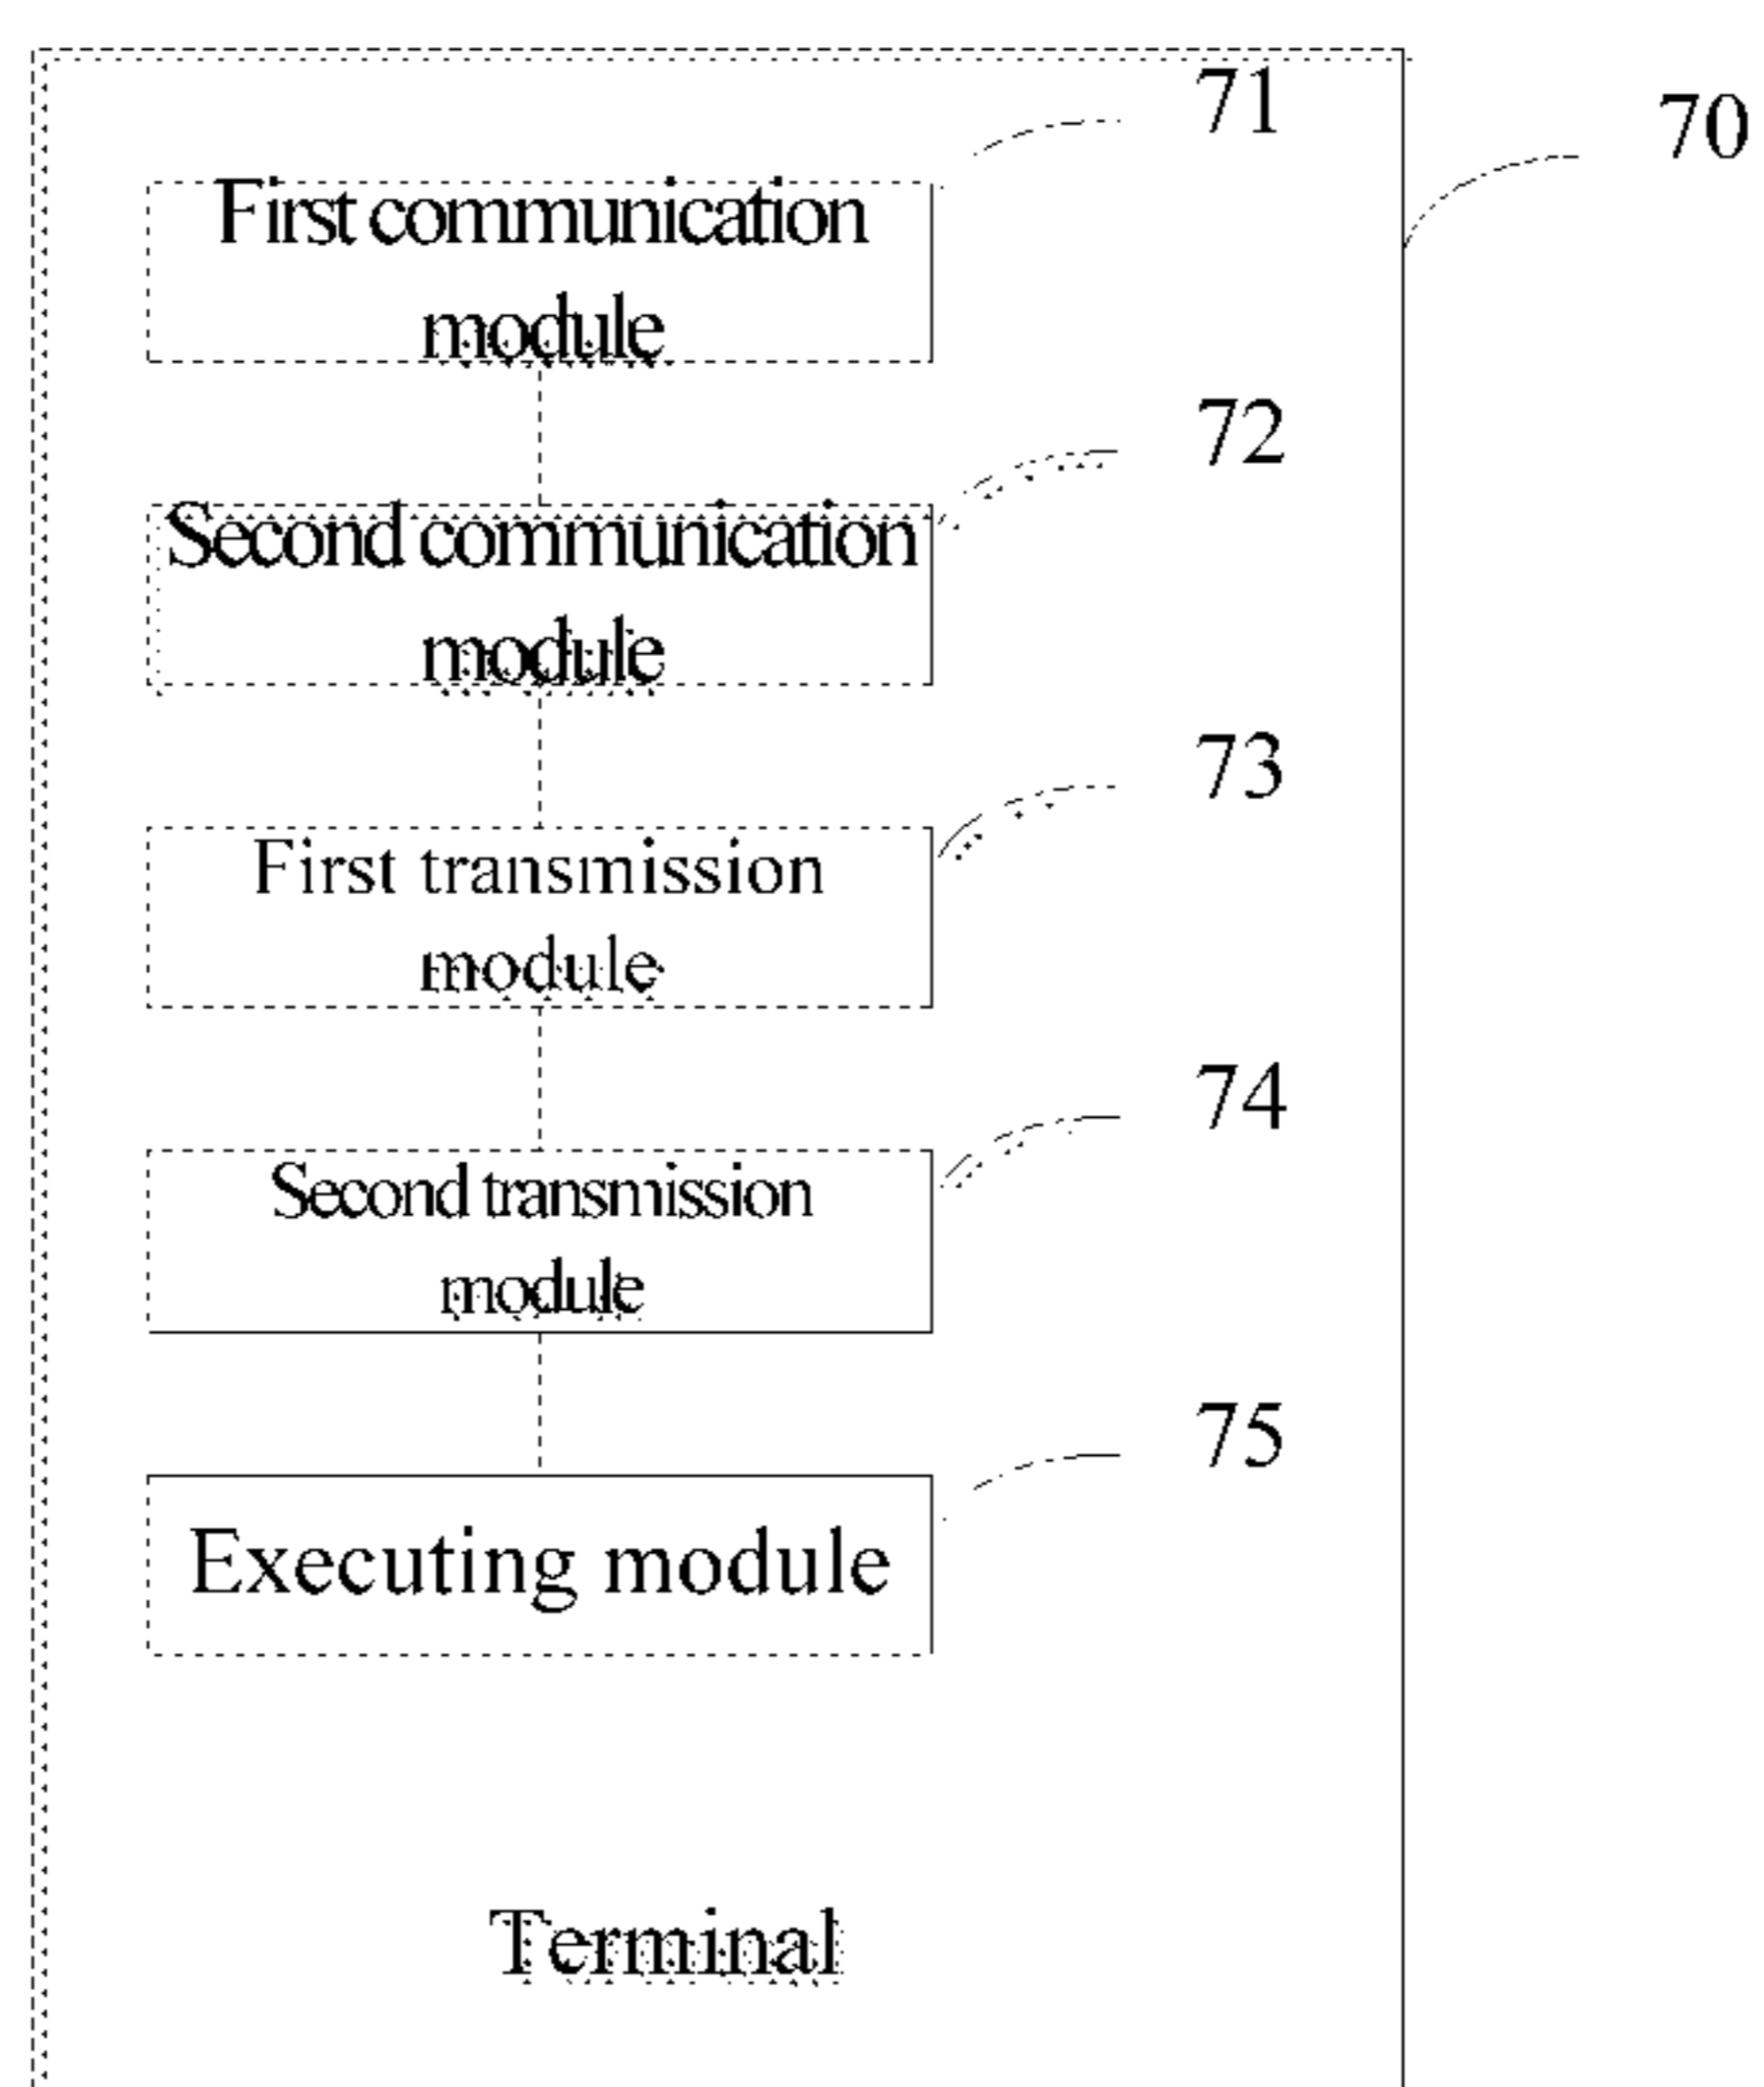 71
70
First communication
module
72
Second communication
module
73
First transmission
module
74
Second transmission
module
75
Executing module
Terminal